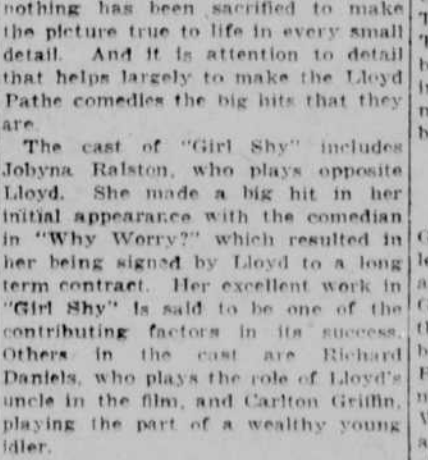 nothing has been sacrified to make
the picture true to life in every small
detail. And it is attention to detail
that helps largely to make the Lloyd
Pathe comedies the big hits that they
are.
The cast of "Girl Shy" includes
Jobyna Ralston, who plays opposite
Lloyd. She made a big hit in her
initial appearance with the comedian
in "Why Worry?" which resulted in
her being signed by Lloyd to a long
term contract. Her excellent work in
"Girl Shy" is said to be one of the
contributing factors in its success.
Others in the cast are Richard
Daniels, who plays the role of Lloyd's
uncle in the film, and Carlton Griffin,
playing the part of a wealthy young
idler.